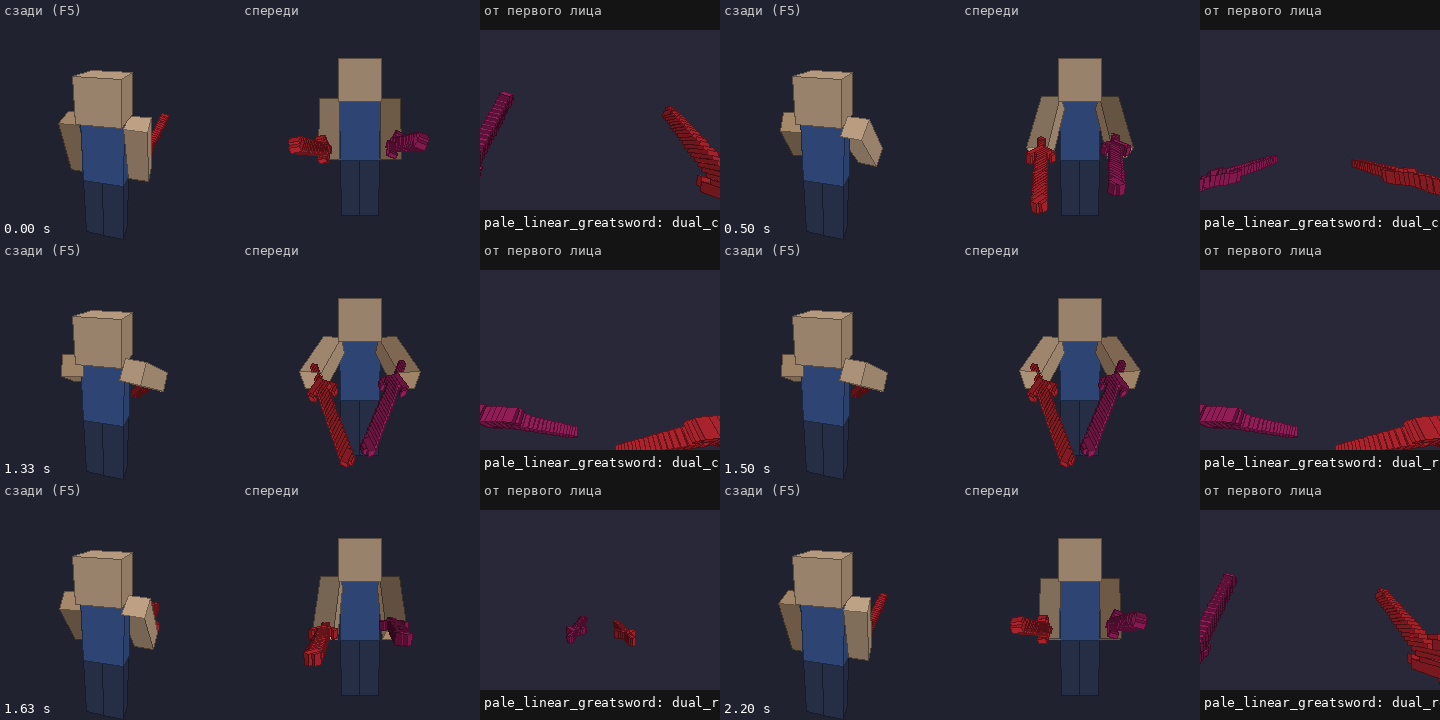 сзади (F5) спереди от первого лица сзади (F5) спереди от первого лица
0.00 s pale_linear_greatsword: dual_c 0.50 s pale_linear_greatsword: dual_c
сзади (F5) спереди от первого лица сзади (F5) спереди от первого лица
1.33 s pale_linear_greatsword: dual_c 1.50 s pale_linear_greatsword: dual_r
сзади (F5) спереди от первого лица сзади (F5) спереди от первого лица
1.63 s pale_linear_greatsword: dual_r 2.20 s pale_linear_greatsword: dual_r